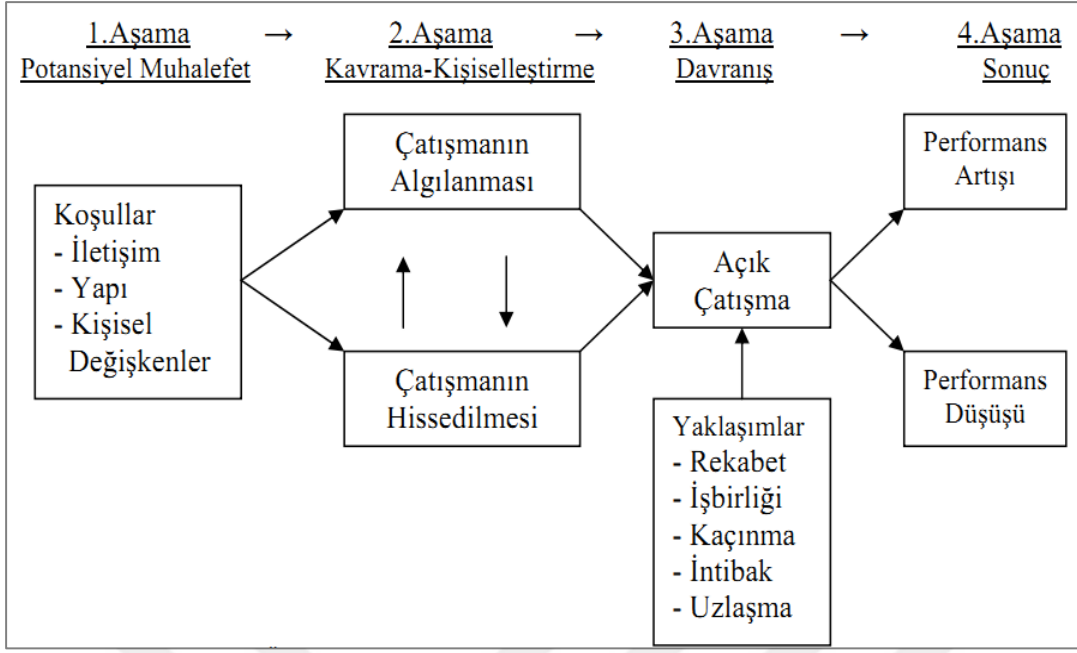 1.Aşama → 2.Aşama → 3.Aşama → 4.Aşama
Potansiyel Muhalefet Kavrama-Kişiselleştirme Davranış Sonuç
Koşullar
- İletişim
- Yapı
- Kişisel
Değişkenler
Çatışmanın
Algılanması
Çatışmanın
Hissedilmesi
Açık
Çatışma
Yaklaşımlar
- Rekabet
- İşbirliği
- Kaçınma
- İntibak
- Uzlaşma
Performans
Artışı
Performans
Düşüşü